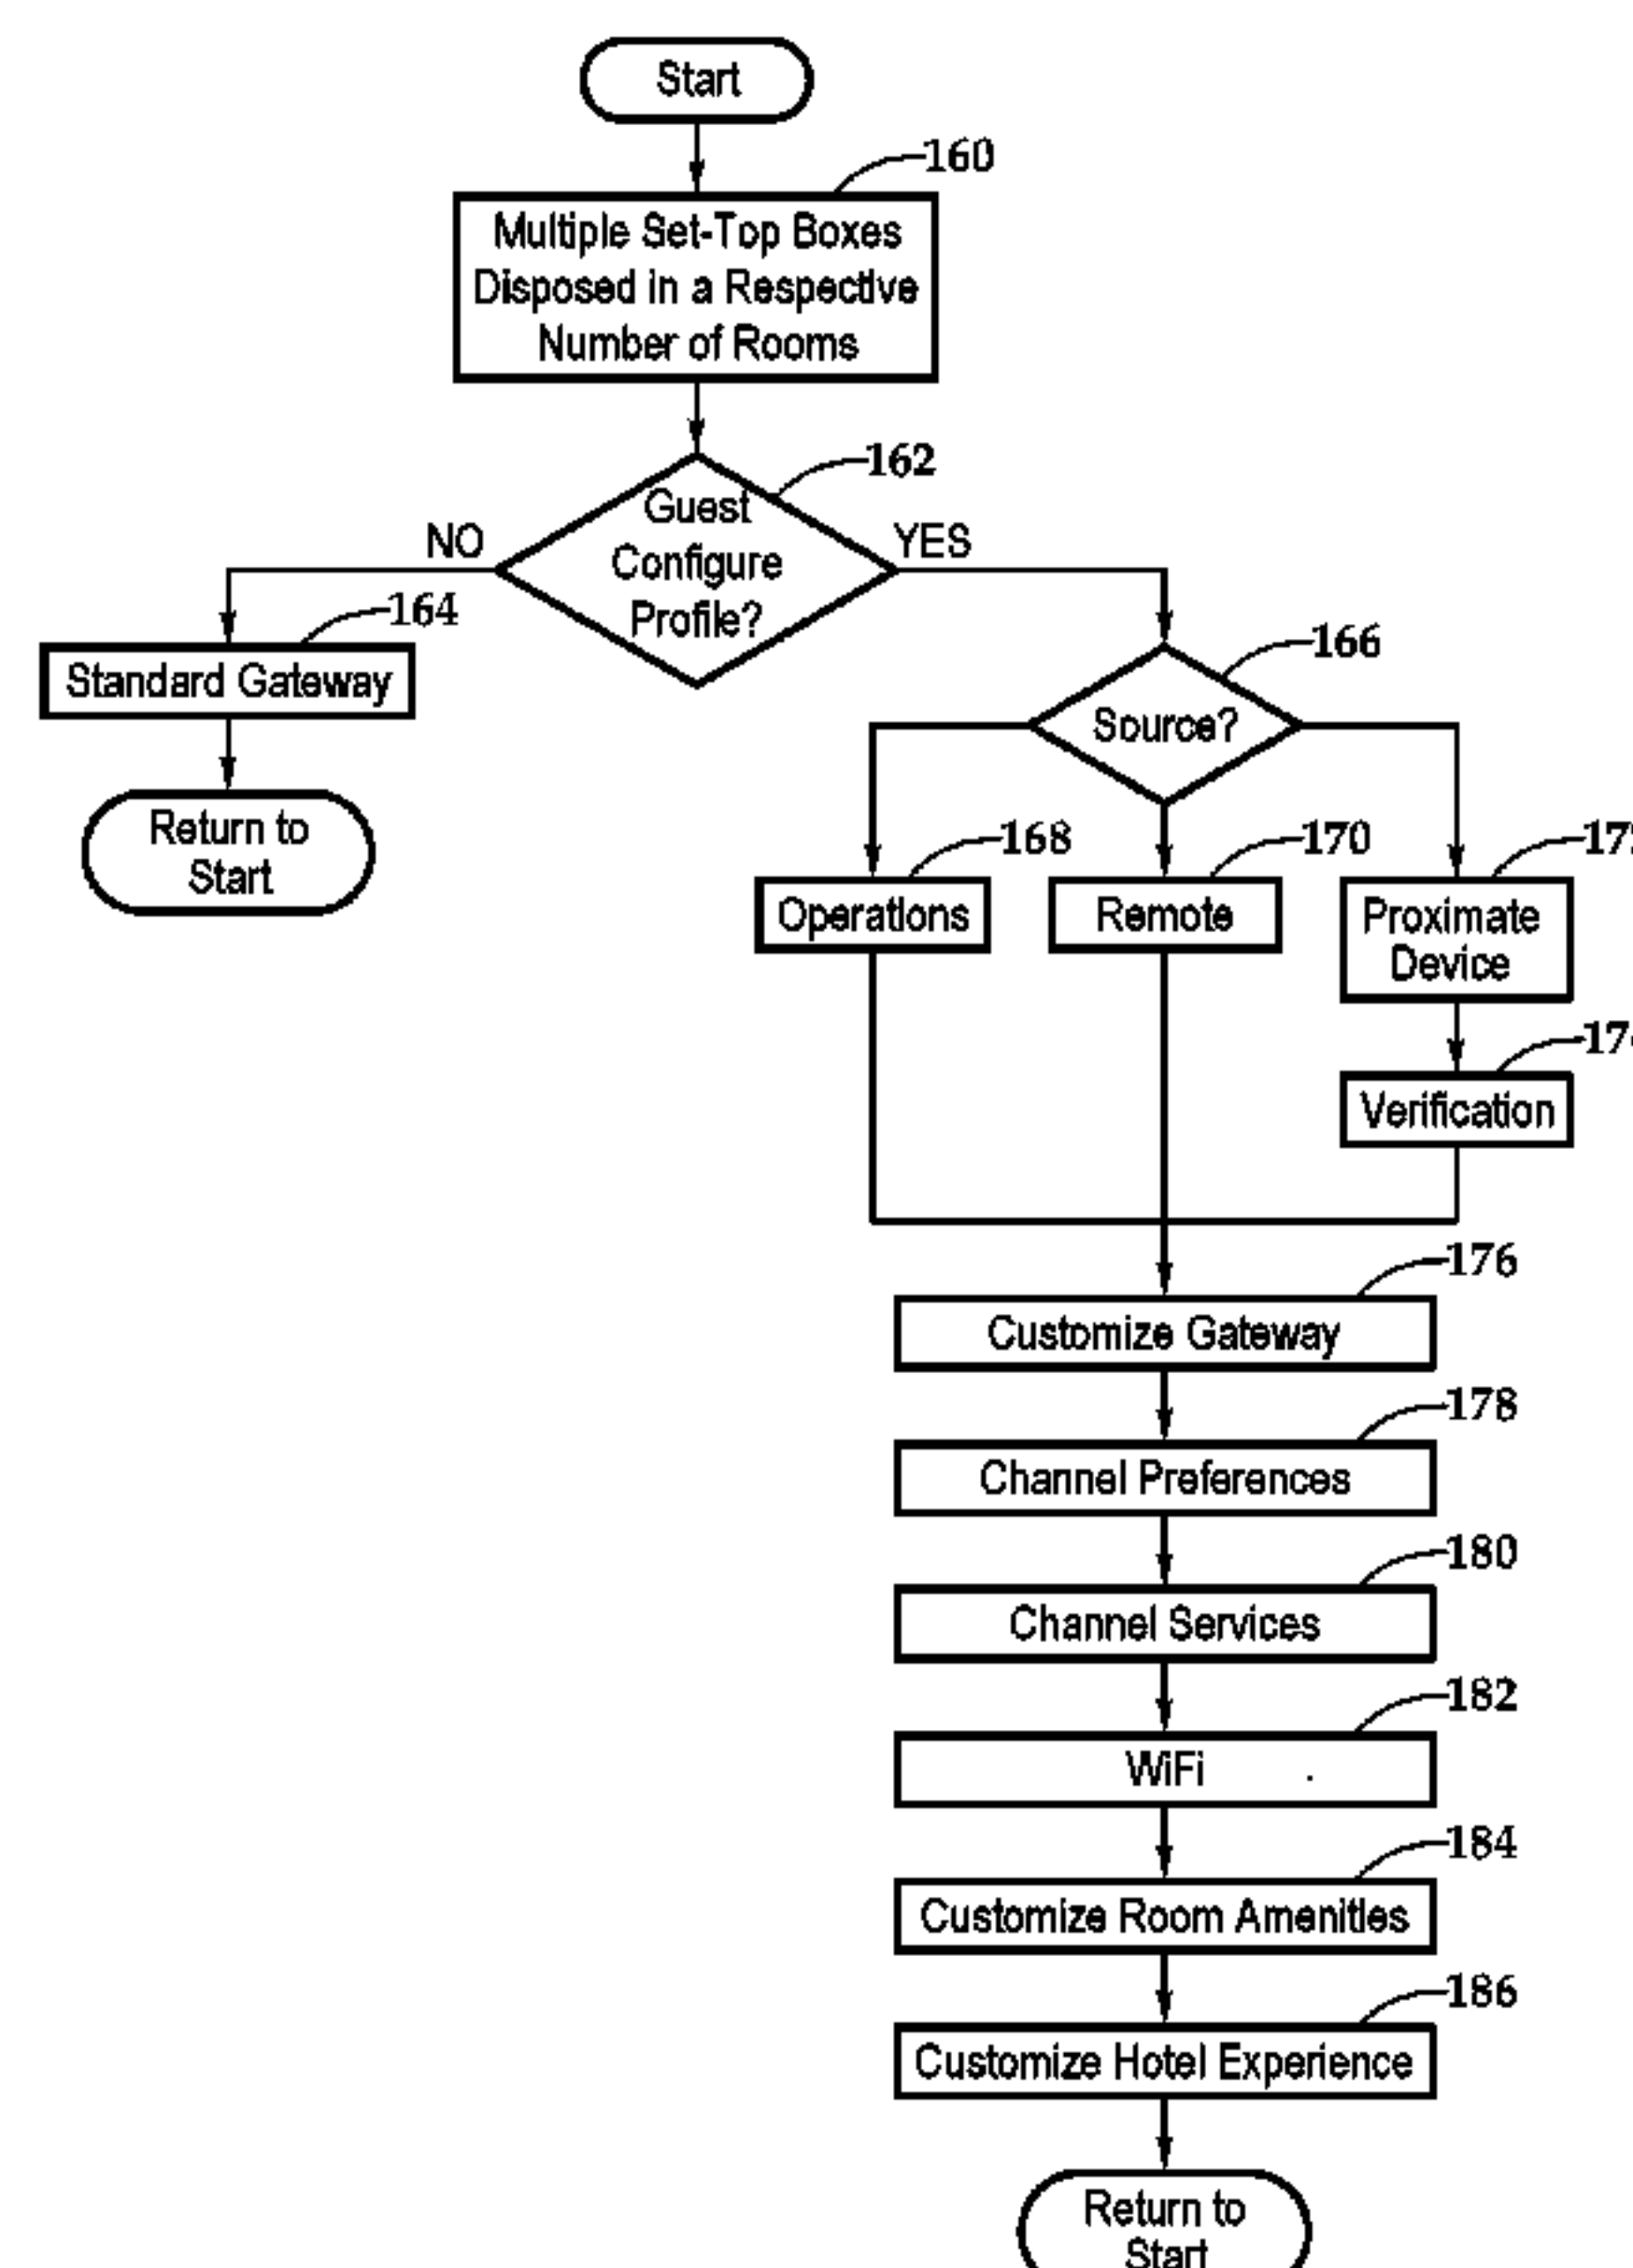 Start
160
Multiple Set-Top Boxes
Disposed in a Respective
Number of Rooms
162
Guest
Configure
Profile?
NO
YES
164
Standard Gateway
Return to
Start
166
Source?
168
Operations
170
Remote
Proximate
Device
Verification
176
Customize Gateway
178
Channel Preferences
180
Channel Services
182
WiFi
184
Customize Room Amenities
186
Customize Hotel Experience
Return to
Start